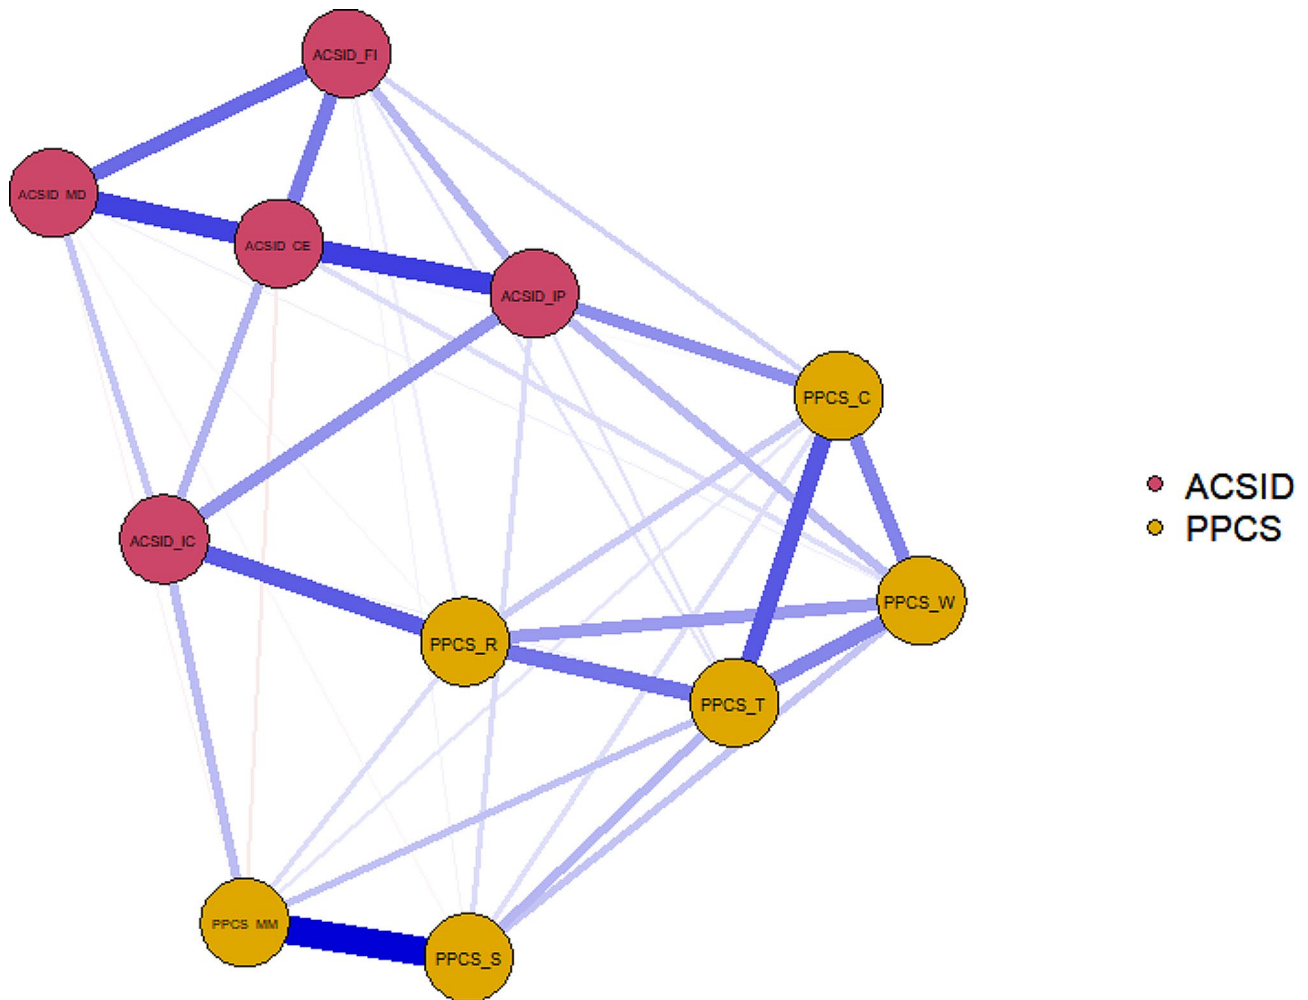 ACSID_FI
ACSID_MD
ACSID_CE
ACSID_IP
PPCS_C
ACSID
PPCS
ACSID_IC
PPCS_W
PPCS_R
PPCS_T
PPCS_MM
PPCS_S